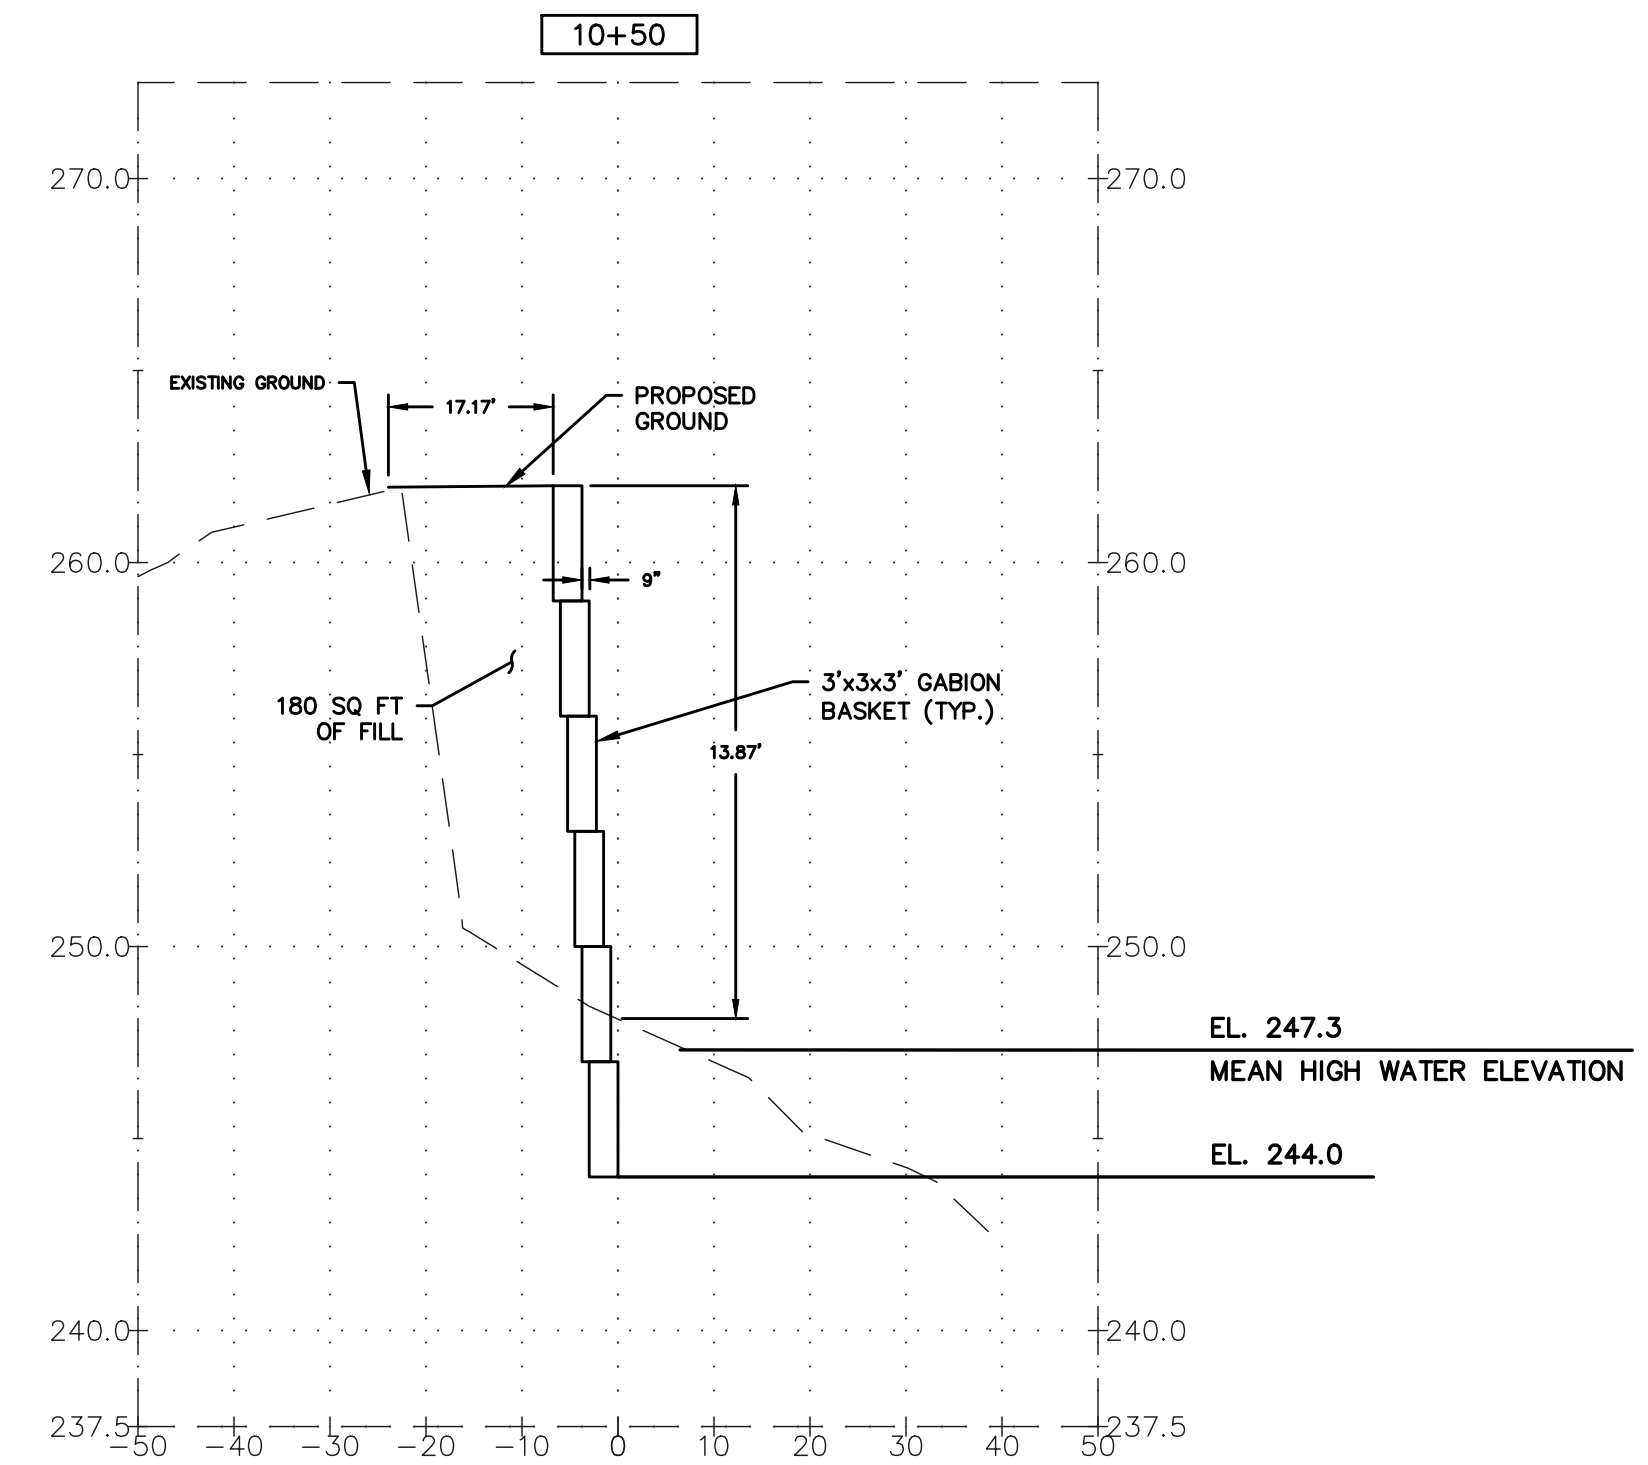 10+50
270.0
270.0
EXISTING GROUND
17.17'
PROPOSED
GROUND
260.0
260.0
9"
180 SQ FT
OF FILL
3'x3x3' GABION
BASKET (TYP.)
13.87'
250.0
250.0
EL. 247.3
MEAN HIGH WATER ELEVATION
EL. 244.0
240.0
240.0
237.5
237.5
-50 -40 -30 -20 -10 0 10 20 30 40 50